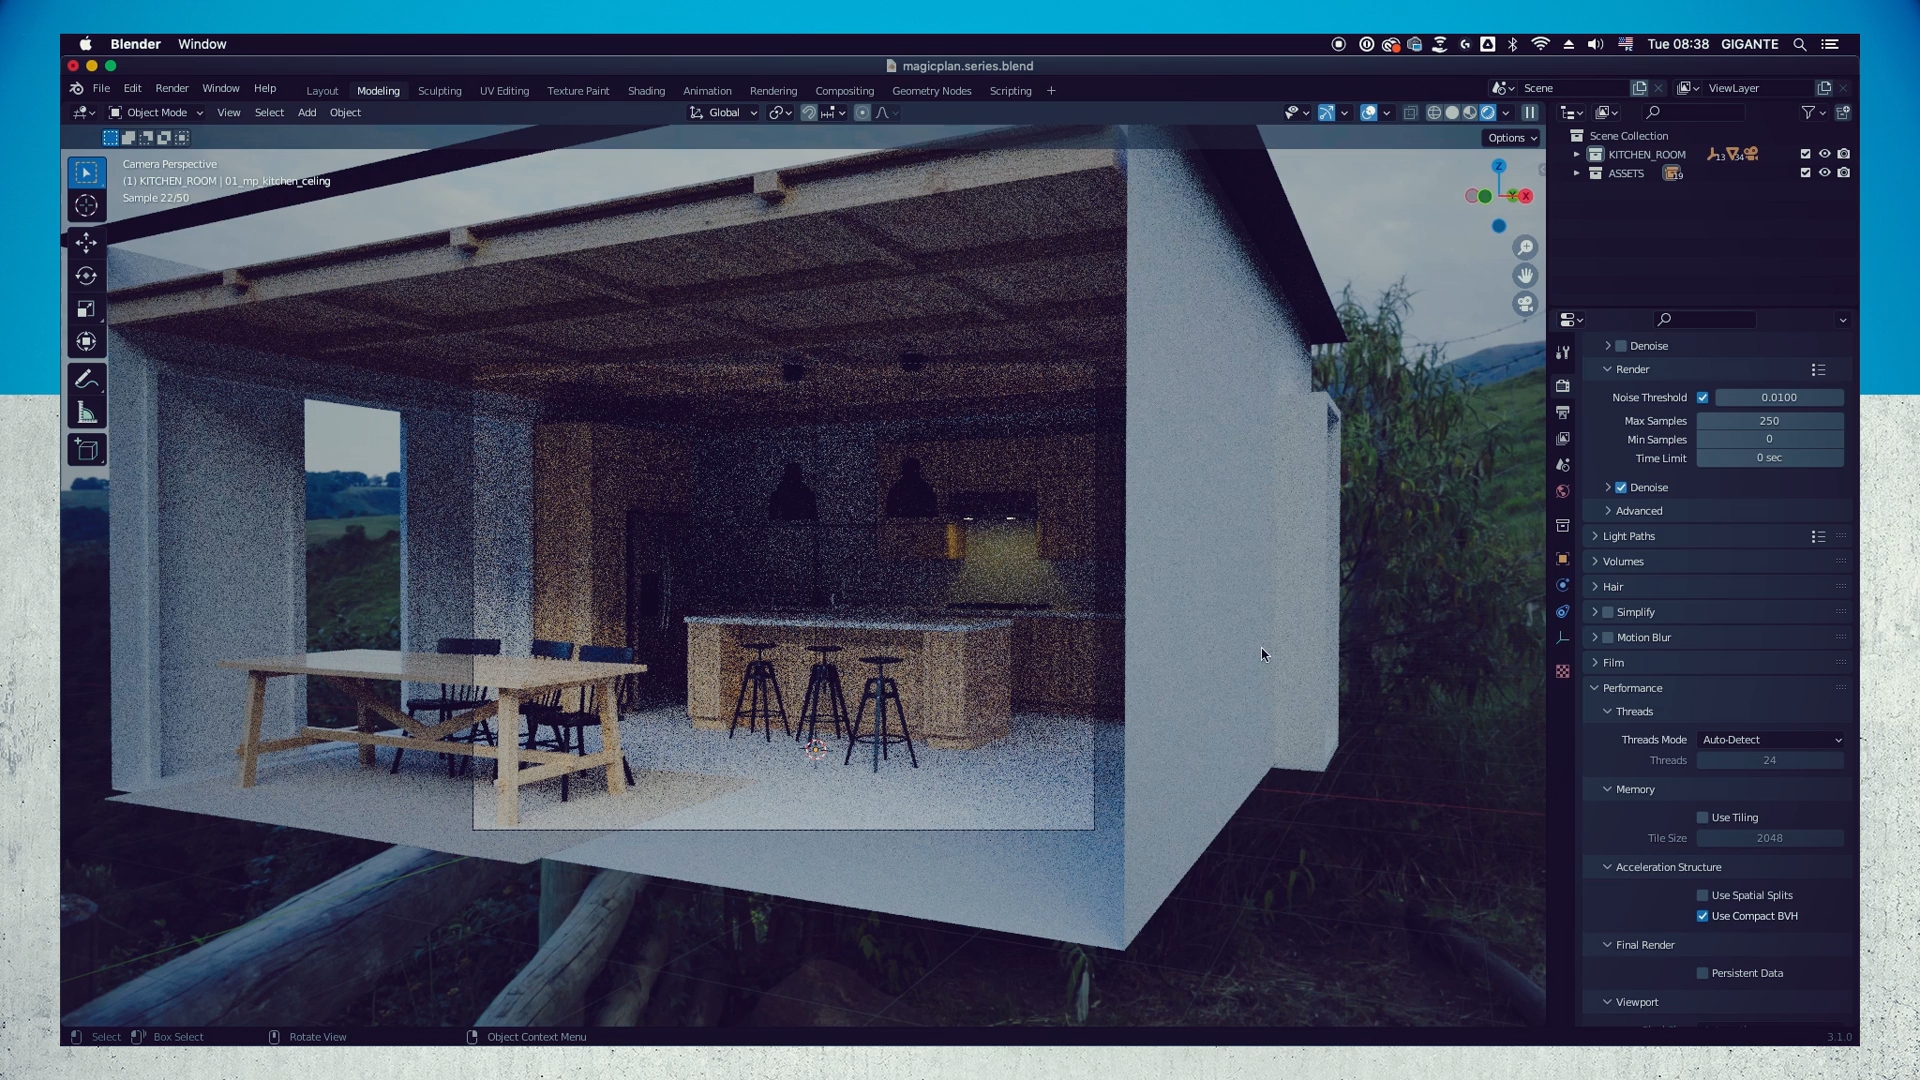 Blender Window
Tue 08:38 GIGANTE
magicplan.series.blend
File Edit Render Window Help
Layout Modeling Sculpting UV Editing Texture Paint Shading Animation Rendering Compositing Geometry Nodes Scripting +
Scene
ViewLayer
Object Mode View Select Add Object
Global
Options
Camera Perspective
(1) KITCHEN_ROOM | 01_mp_kitchen_celing
Sample 22/50
Z
X
Scene Collection
KITCHEN_ROOM 13 34
ASSETS 19
Denoise
Render
Noise Threshold 0.0100
Max Samples 250
Min Samples 0
Time Limit 0 sec
Denoise
Advanced
Light Paths
Volumes
Hair
Simplify
Motion Blur
Film
Performance
Threads
Threads Mode Auto-Detect
Threads 24
Memory
Use Tiling
Tile Size 2048
Acceleration Structure
Use Spatial Splits
Use Compact BVH
Final Render
Persistent Data
Viewport
Select Box Select Rotate View Object Context Menu
3.1.0